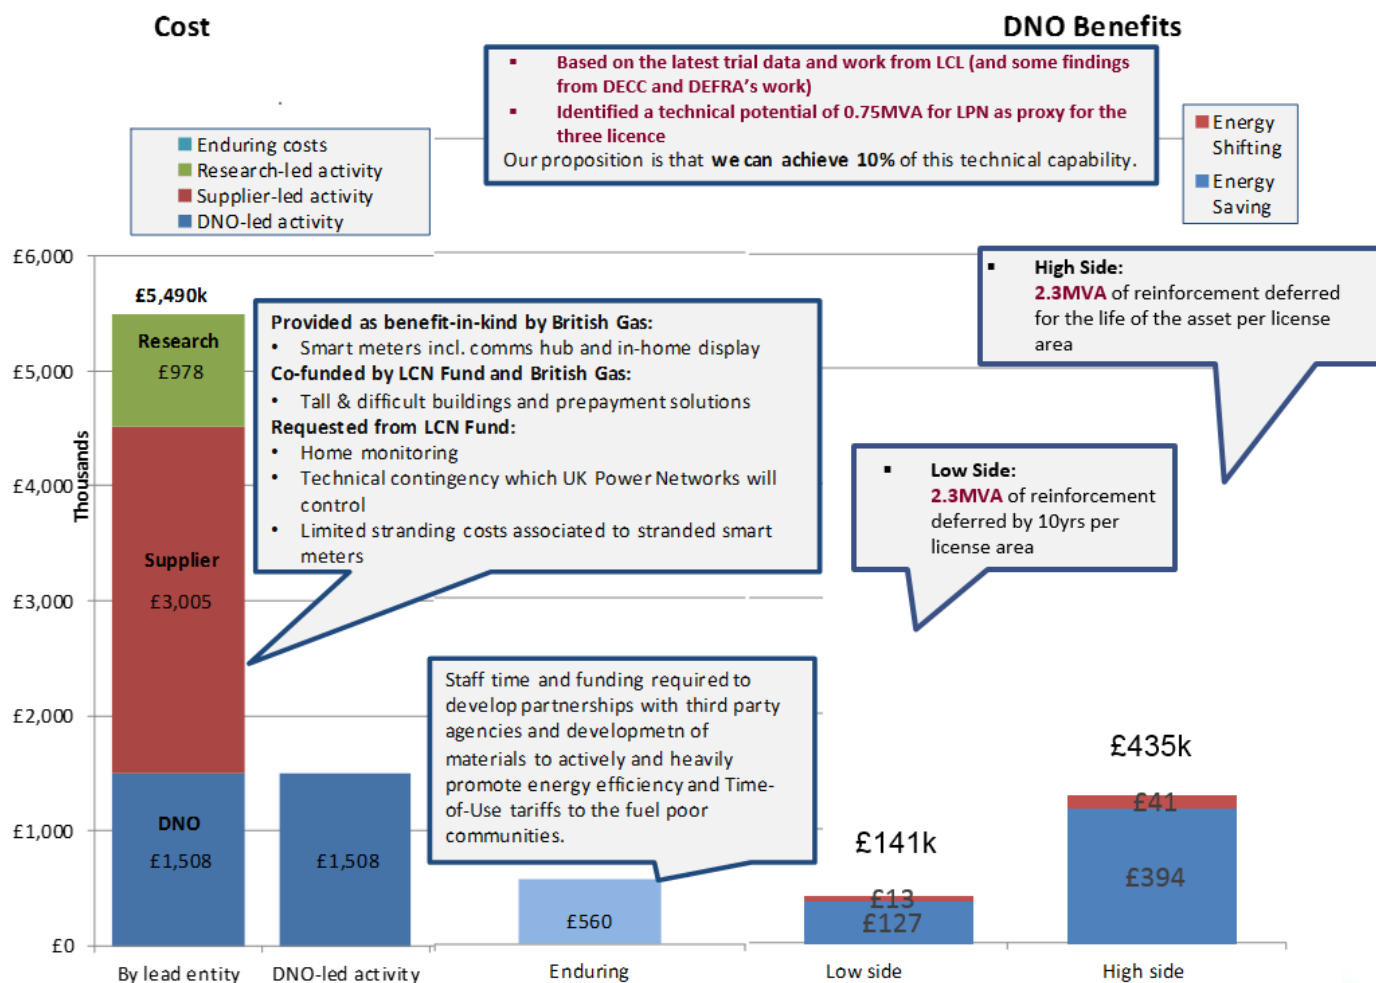 Cost
DNO Benefits
▪ Based on the latest trial data and work from LCL (and some findings
from DECC and DEFRA's work)
▪ Identified a technical potential of 0.75MVA for LPN as proxy for the
three licence
Our proposition is that we can achieve 10% of this technical capability.
Enduring costs
Research-led activity
Supplier-led activity
DNO-led activity
Energy
Shifting
Energy
Saving
£6,000
£5,000
£4,000
£3,000
£2,000
£1,000
£0
Thousands
£5,490k
Research
£978
Supplier
£3,005
DNO
£1,508
£1,508
Provided as benefit-in-kind by British Gas:
• Smart meters incl. comms hub and in-home display
Co-funded by LCN Fund and British Gas:
• Tall & difficult buildings and prepayment solutions
Requested from LCN Fund:
• Home monitoring
• Technical contingency which UK Power Networks will
control
• Limited stranding costs associated to stranded smart
meters
Staff time and funding required to
develop partnerships with third party
agencies and developmetn of
materials to actively and heavily
promote energy efficiency and Time-
of-Use tariffs to the fuel poor
communities.
£560
▪ Low Side:
2.3MVA of reinforcement
deferred by 10yrs per
license area
£141k
£13
£127
▪ High Side:
2.3MVA of reinforcement deferred
for the life of the asset per license
area
£435k
£41
£394
By lead entity
DNO-led activity
Enduring
Low side
High side